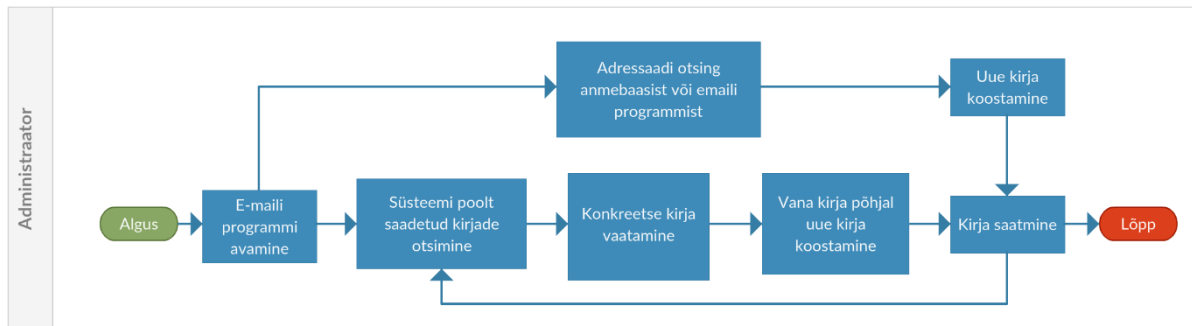 Administraator
Adressaadi otsing
anmebaasist või emaili
programmist
Uue kirja
koostamine
Algus
E-maili
programmi
avamine
Süsteemi poolt
saadetud kirjade
otsimine
Konkreetse kirja
vaatamine
Vana kirja põhjal
uue kirja
koostamine
Kirja saatmine
Lõpp